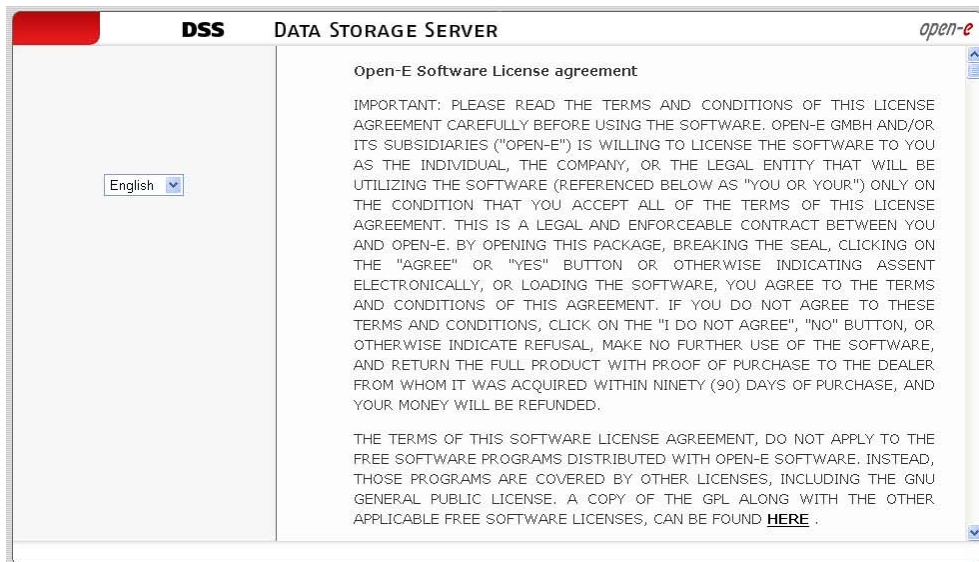 DSS DATA STORAGE SERVER open-e
English
Open-E Software License agreement
IMPORTANT: PLEASE READ THE TERMS AND CONDITIONS OF THIS LICENSE
AGREEMENT CAREFULLY BEFORE USING THE SOFTWARE. OPEN-E GMBH AND/OR
ITS SUBSIDIARIES ("OPEN-E") IS WILLING TO LICENSE THE SOFTWARE TO YOU
AS THE INDIVIDUAL, THE COMPANY, OR THE LEGAL ENTITY THAT WILL BE
UTILIZING THE SOFTWARE (REFERENCED BELOW AS "YOU OR YOUR") ONLY ON
THE CONDITION THAT YOU ACCEPT ALL OF THE TERMS OF THIS LICENSE
AGREEMENT. THIS IS A LEGAL AND ENFORCEABLE CONTRACT BETWEEN YOU
AND OPEN-E. BY OPENING THIS PACKAGE, BREAKING THE SEAL, CLICKING ON
THE "AGREE" OR "YES" BUTTON OR OTHERWISE INDICATING ASSENT
ELECTRONICALLY, OR LOADING THE SOFTWARE, YOU AGREE TO THE TERMS
AND CONDITIONS OF THIS AGREEMENT. IF YOU DO NOT AGREE TO THESE
TERMS AND CONDITIONS, CLICK ON THE "I DO NOT AGREE", "NO" BUTTON, OR
OTHERWISE INDICATE REFUSAL, MAKE NO FURTHER USE OF THE SOFTWARE,
AND RETURN THE FULL PRODUCT WITH PROOF OF PURCHASE TO THE DEALER
FROM WHOM IT WAS ACQUIRED WITHIN NINETY (90) DAYS OF PURCHASE, AND
YOUR MONEY WILL BE REFUNDED.
THE TERMS OF THIS SOFTWARE LICENSE AGREEMENT, DO NOT APPLY TO THE
FREE SOFTWARE PROGRAMS DISTRIBUTED WITH OPEN-E SOFTWARE. INSTEAD,
THOSE PROGRAMS ARE COVERED BY OTHER LICENSES, INCLUDING THE GNU
GENERAL PUBLIC LICENSE. A COPY OF THE GPL ALONG WITH THE OTHER
APPLICABLE FREE SOFTWARE LICENSES, CAN BE FOUND HERE .